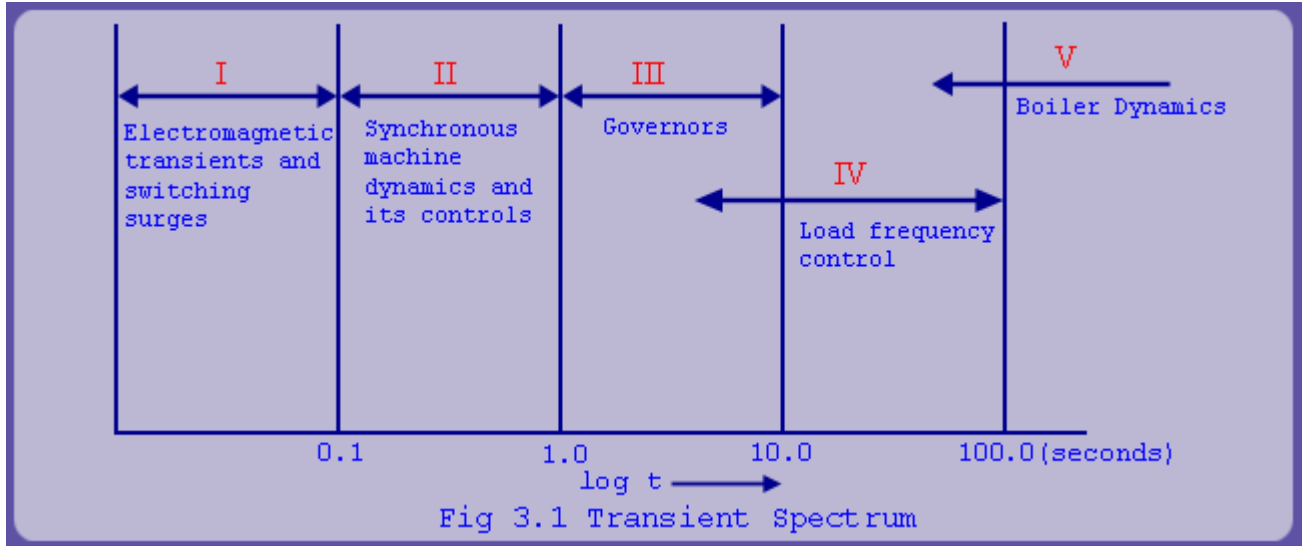 I
Electromagnetic
transients and
switching
surges
II
Synchronous
machine
dynamics and
its controls
III
Governors
IV
Load frequency
control
V
Boiler Dynamics
0.1
1.0
10.0
100.0(seconds)
log t
Fig 3.1 Transient Spectrum